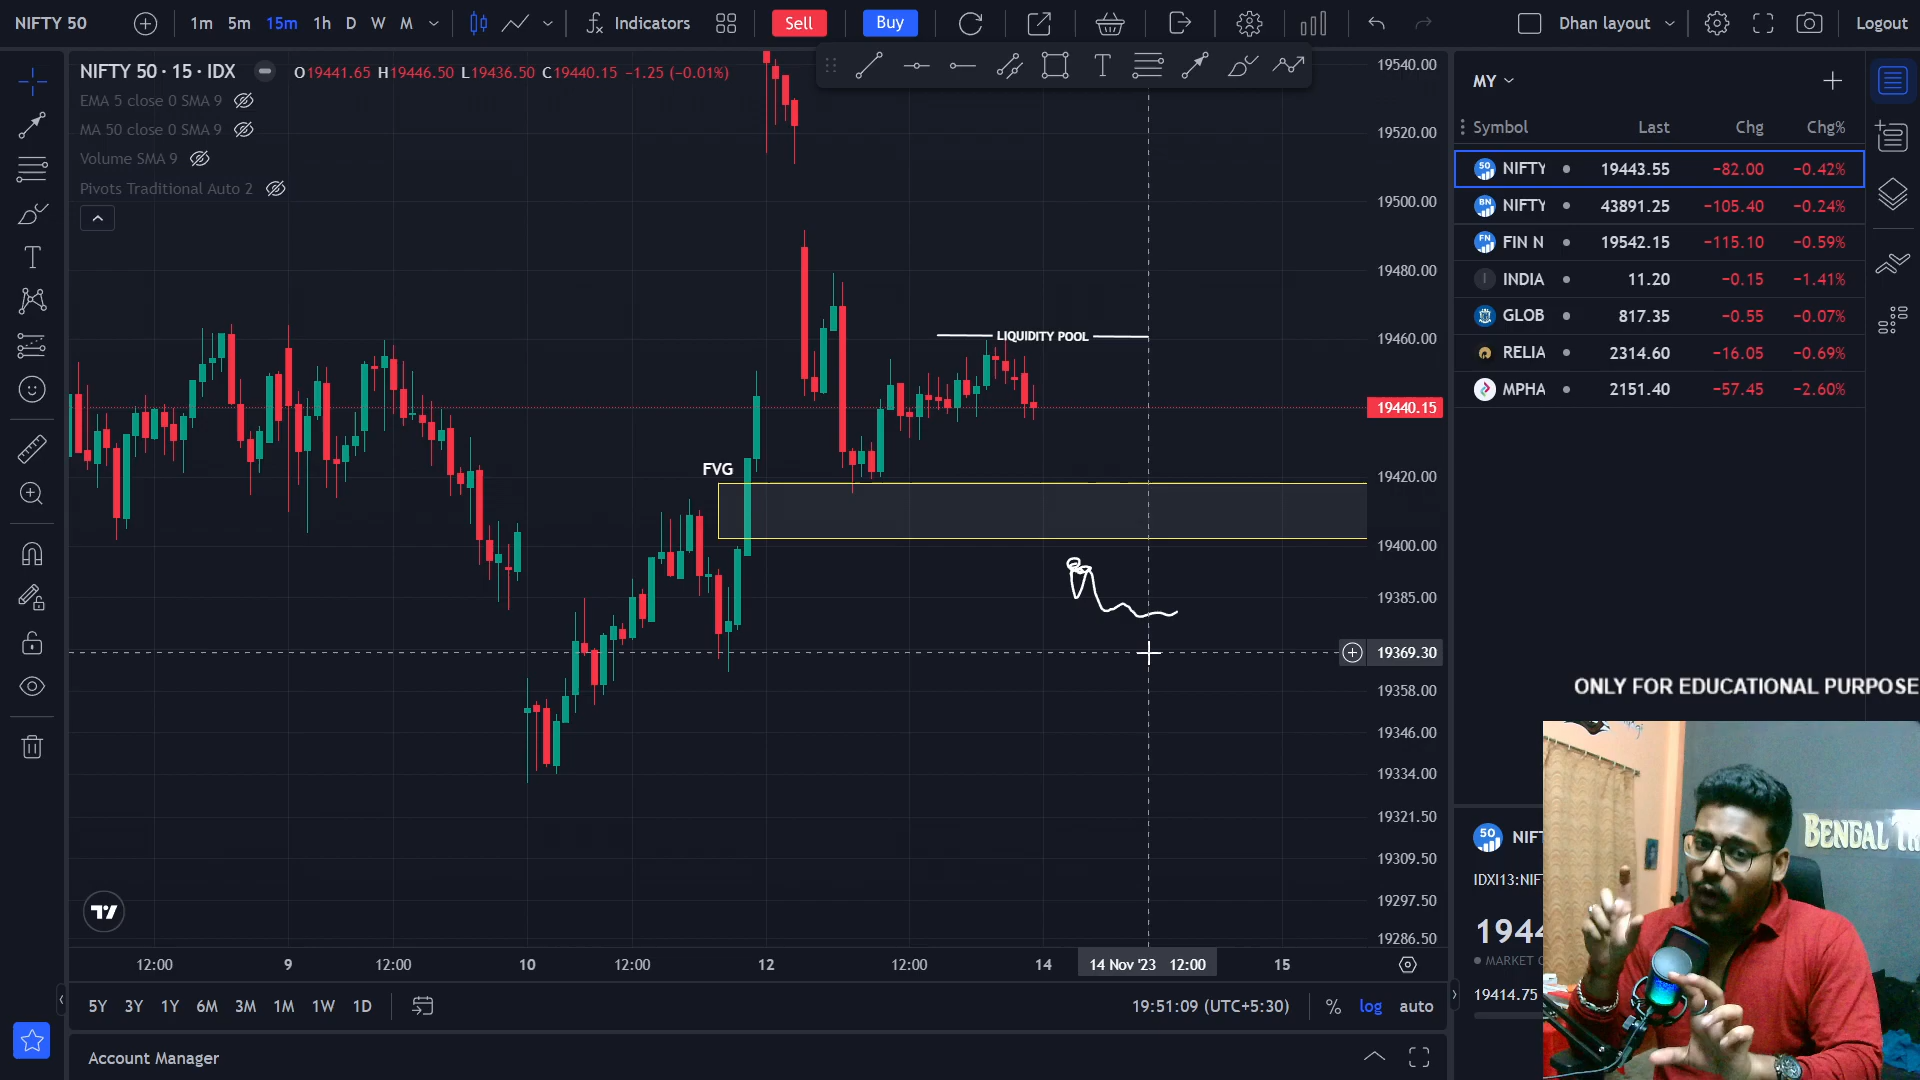 NIFTY 50
1m 5m 15m 1h D W M
Indicators
Sell
Buy
Dhan layout
Logout
NIFTY 50 · 15 · IDX
O19441.65 H19446.50 L19436.50 C19440.15 −1.25 (−0.01%)
EMA 5 close 0 SMA 9
MA 50 close 0 SMA 9
Volume SMA 9
Pivots Traditional Auto 2
LIQUIDITY POOL
FVG
19540.00
19520.00
19500.00
19480.00
19460.00
19440.15
19420.00
19400.00
19385.00
19369.30
19358.00
19346.00
19334.00
19321.50
19309.50
19297.50
19286.50
12:00 9 12:00 10 12:00 12 12:00 14 14 Nov '23 12:00 15
5Y 3Y 1Y 6M 3M 1M 1W 1D
19:51:09 (UTC+5:30) % log auto
Account Manager
MY
Symbol Last Chg Chg%
50 NIFTY 19443.55 −82.00 −0.42%
BN NIFTY 43891.25 −105.40 −0.24%
FN FIN N 19542.15 −115.10 −0.59%
I INDIA 11.20 −0.15 −1.41%
GLOB 817.35 −0.55 −0.07%
RELIA 2314.60 −16.05 −0.69%
MPHA 2151.40 −57.45 −2.60%
ONLY FOR EDUCATIONAL PURPOSE
50 NIF
IDXI13:NIF
1944
MARKET
19414.75
BENGAL TR